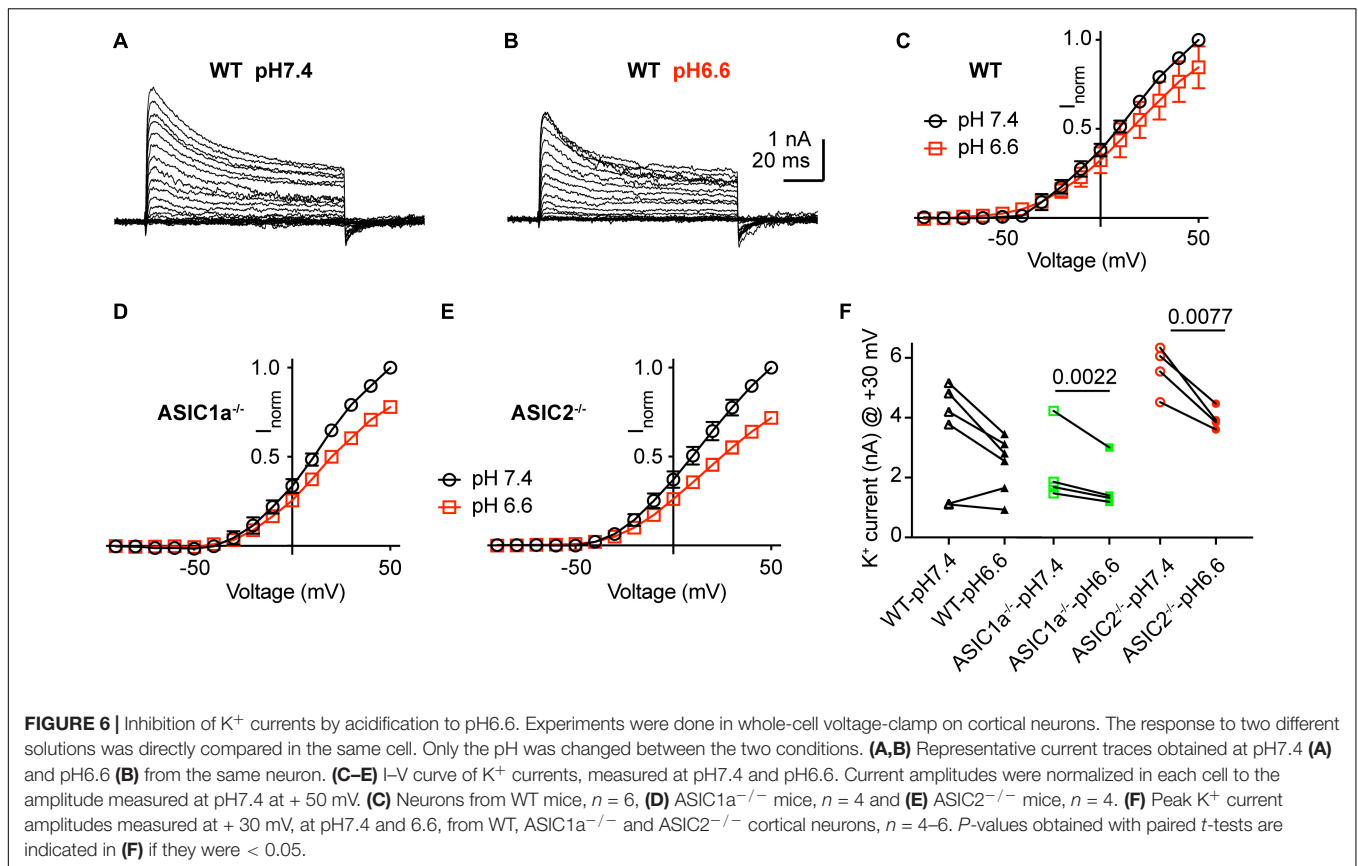 A
WT pH7.4
B
WT pH6.6
1 nA
20 ms
C
WT
pH 7.4
pH 6.6
1.0
0.5
I_norm
-50
50
Voltage (mV)
D
ASIC1a-/-
1.0
0.5
I_norm
-50
50
Voltage (mV)
E
ASIC2-/-
pH 7.4
pH 6.6
1.0
0.5
I_norm
-50
50
Voltage (mV)
F
K+ current (nA) @ +30 mV
6
4
2
0
0.0022
0.0077
WT-pH7.4
WT-pH6.6
ASIC1a-/--pH7.4
ASIC1a-/--pH6.6
ASIC2-/--pH7.4
ASIC2-/--pH6.6
FIGURE 6 | Inhibition of K+ currents by acidification to pH6.6. Experiments were done in whole-cell voltage-clamp on cortical neurons. The response to two different
solutions was directly compared in the same cell. Only the pH was changed between the two conditions. (A,B) Representative current traces obtained at pH7.4 (A)
and pH6.6 (B) from the same neuron. (C–E) I–V curve of K+ currents, measured at pH7.4 and pH6.6. Current amplitudes were normalized in each cell to the
amplitude measured at pH7.4 at + 50 mV. (C) Neurons from WT mice, n = 6, (D) ASIC1a−/− mice, n = 4 and (E) ASIC2−/− mice, n = 4. (F) Peak K+ current
amplitudes measured at + 30 mV, at pH7.4 and 6.6, from WT, ASIC1a−/− and ASIC2−/− cortical neurons, n = 4–6. P-values obtained with paired t-tests are
indicated in (F) if they were < 0.05.